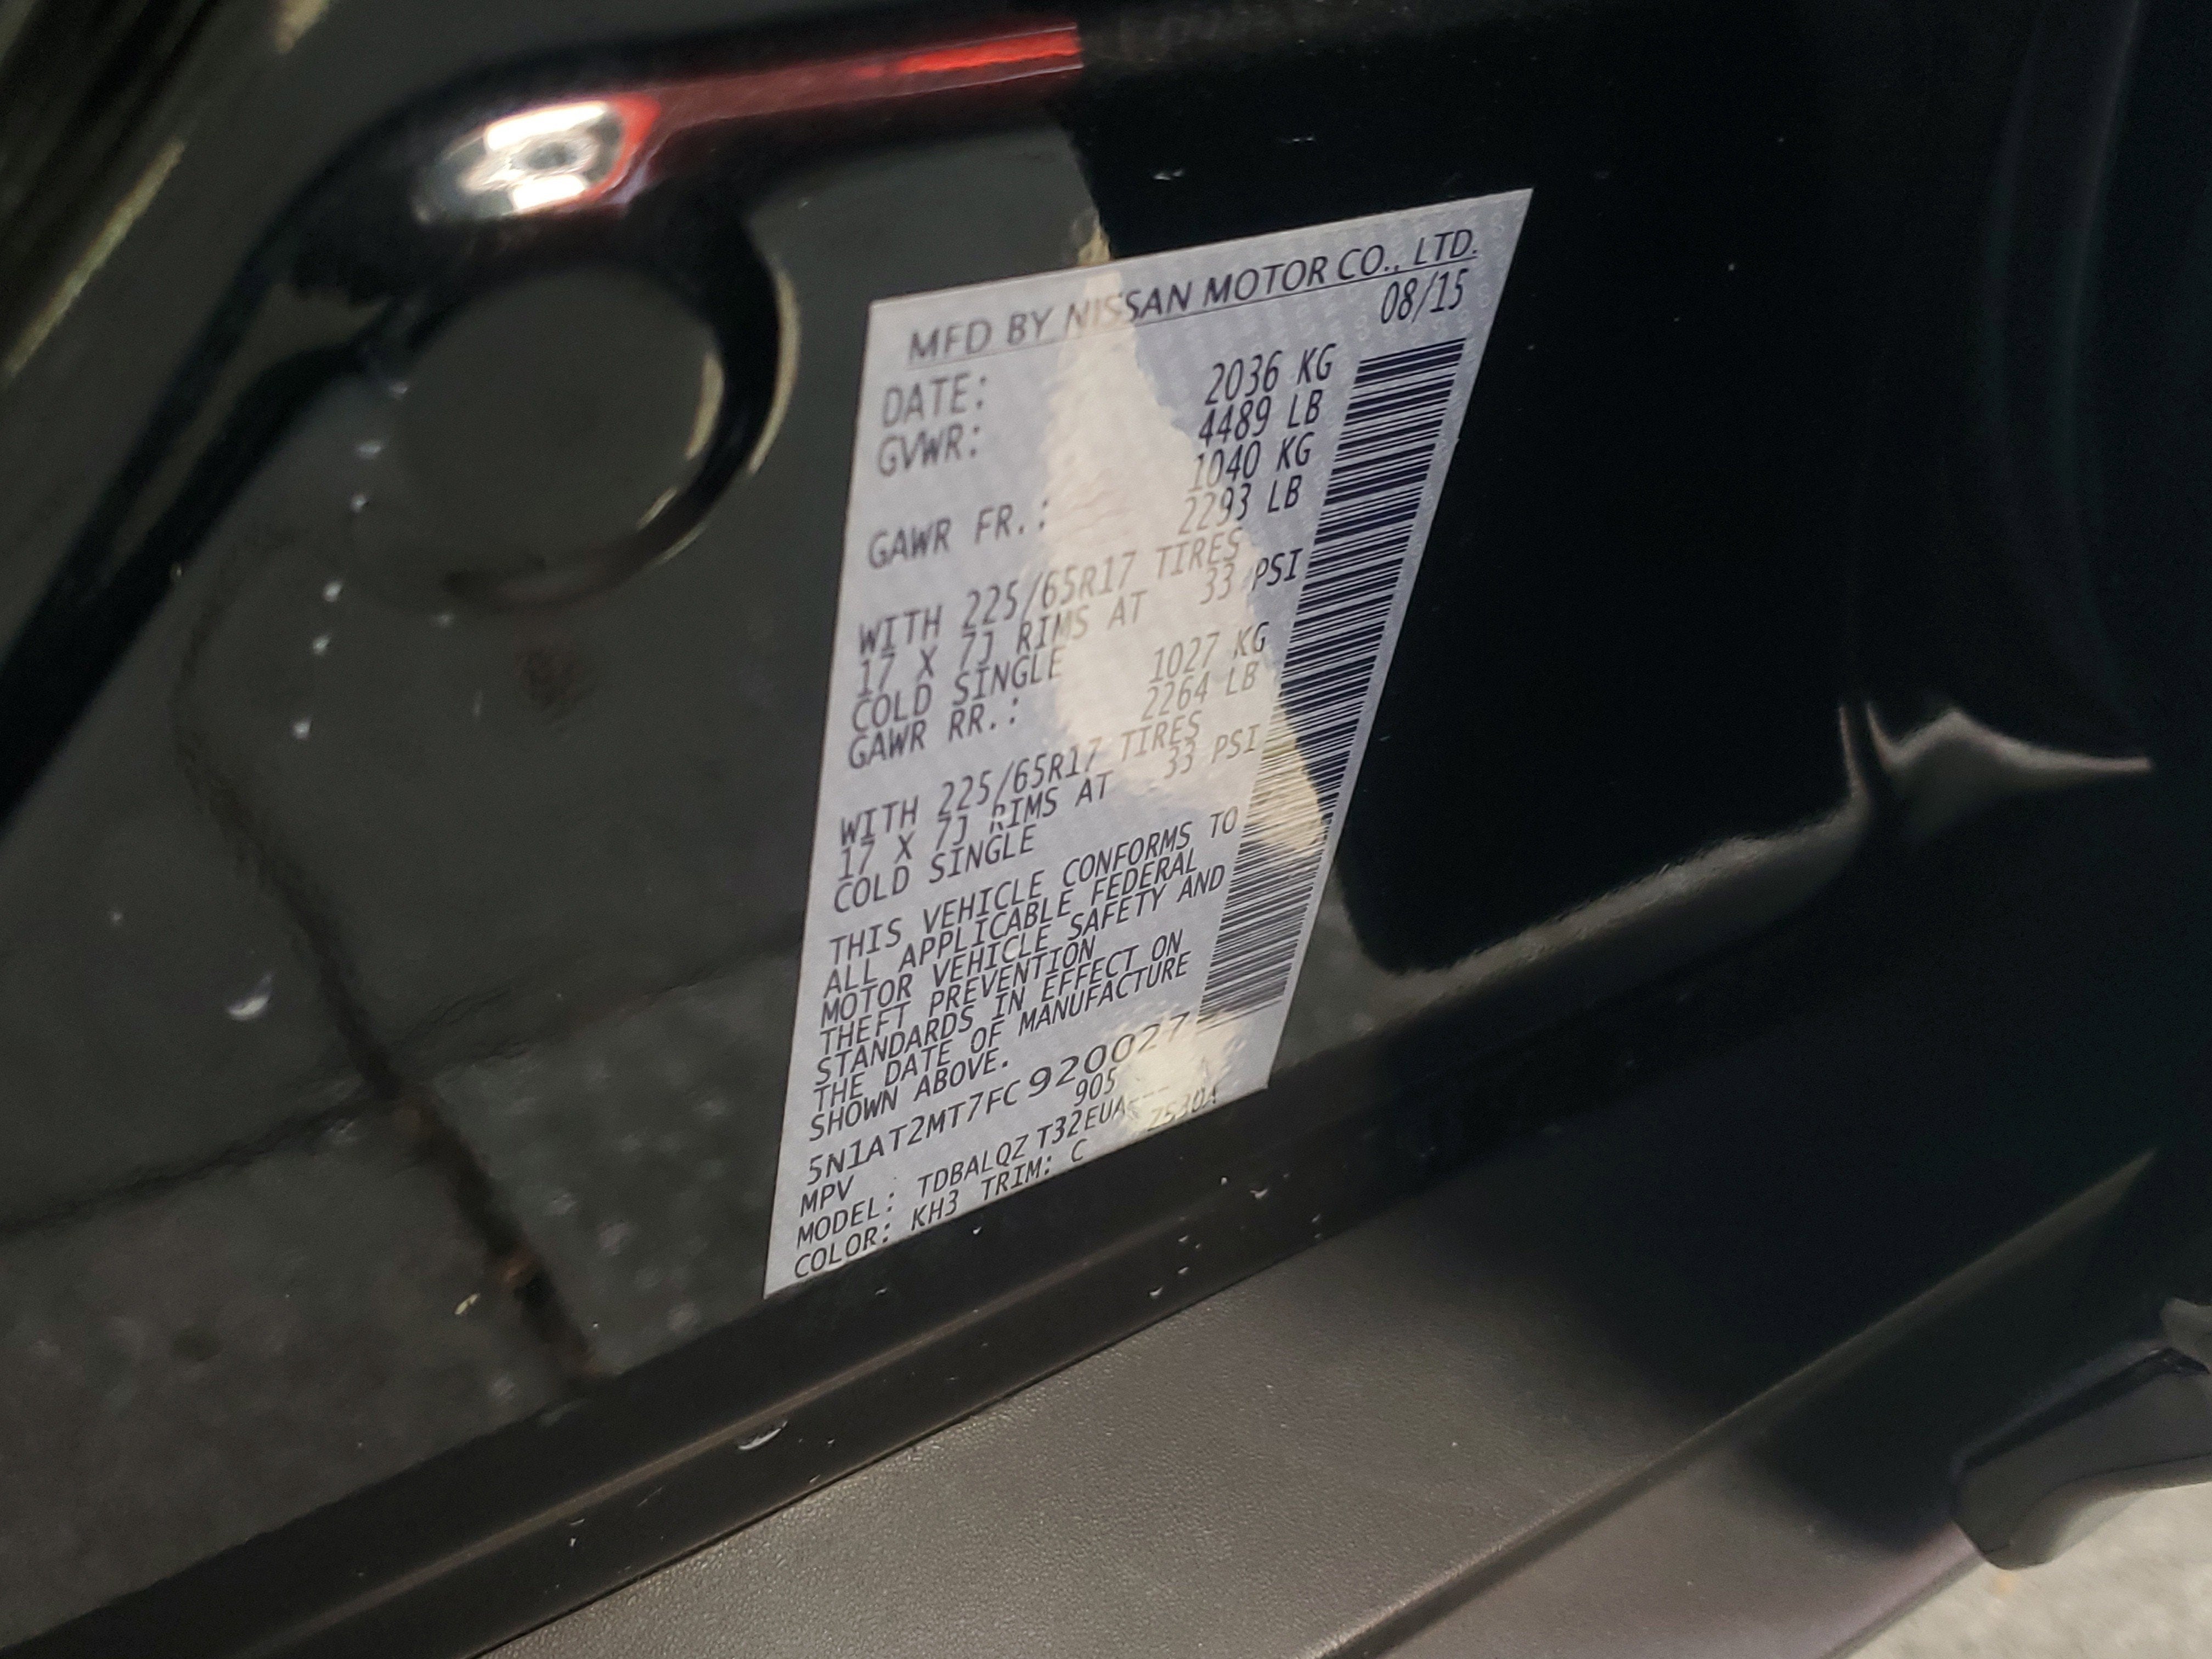 MFD BY NISSAN MOTOR CO., LTD.
DATE: 08/15
GVWR: 2036 KG
4489 LB
GAWR FR.: 1040 KG
2293 LB
WITH 225/65R17 TIRES
17 X 7J RIMS AT 33 PSI
COLD SINGLE
GAWR RR.: 1027 KG
2264 LB
WITH 225/65R17 TIRES
17 X 7J RIMS AT 33 PSI
COLD SINGLE
THIS VEHICLE CONFORMS TO
ALL APPLICABLE FEDERAL
MOTOR VEHICLE SAFETY AND
THEFT PREVENTION
STANDARDS IN EFFECT ON
THE DATE OF MANUFACTURE
SHOWN ABOVE.
5N1AT2MT7FC920027
MPV 905
MODEL: TDBALQZ
COLOR: KH3 TRIM: C